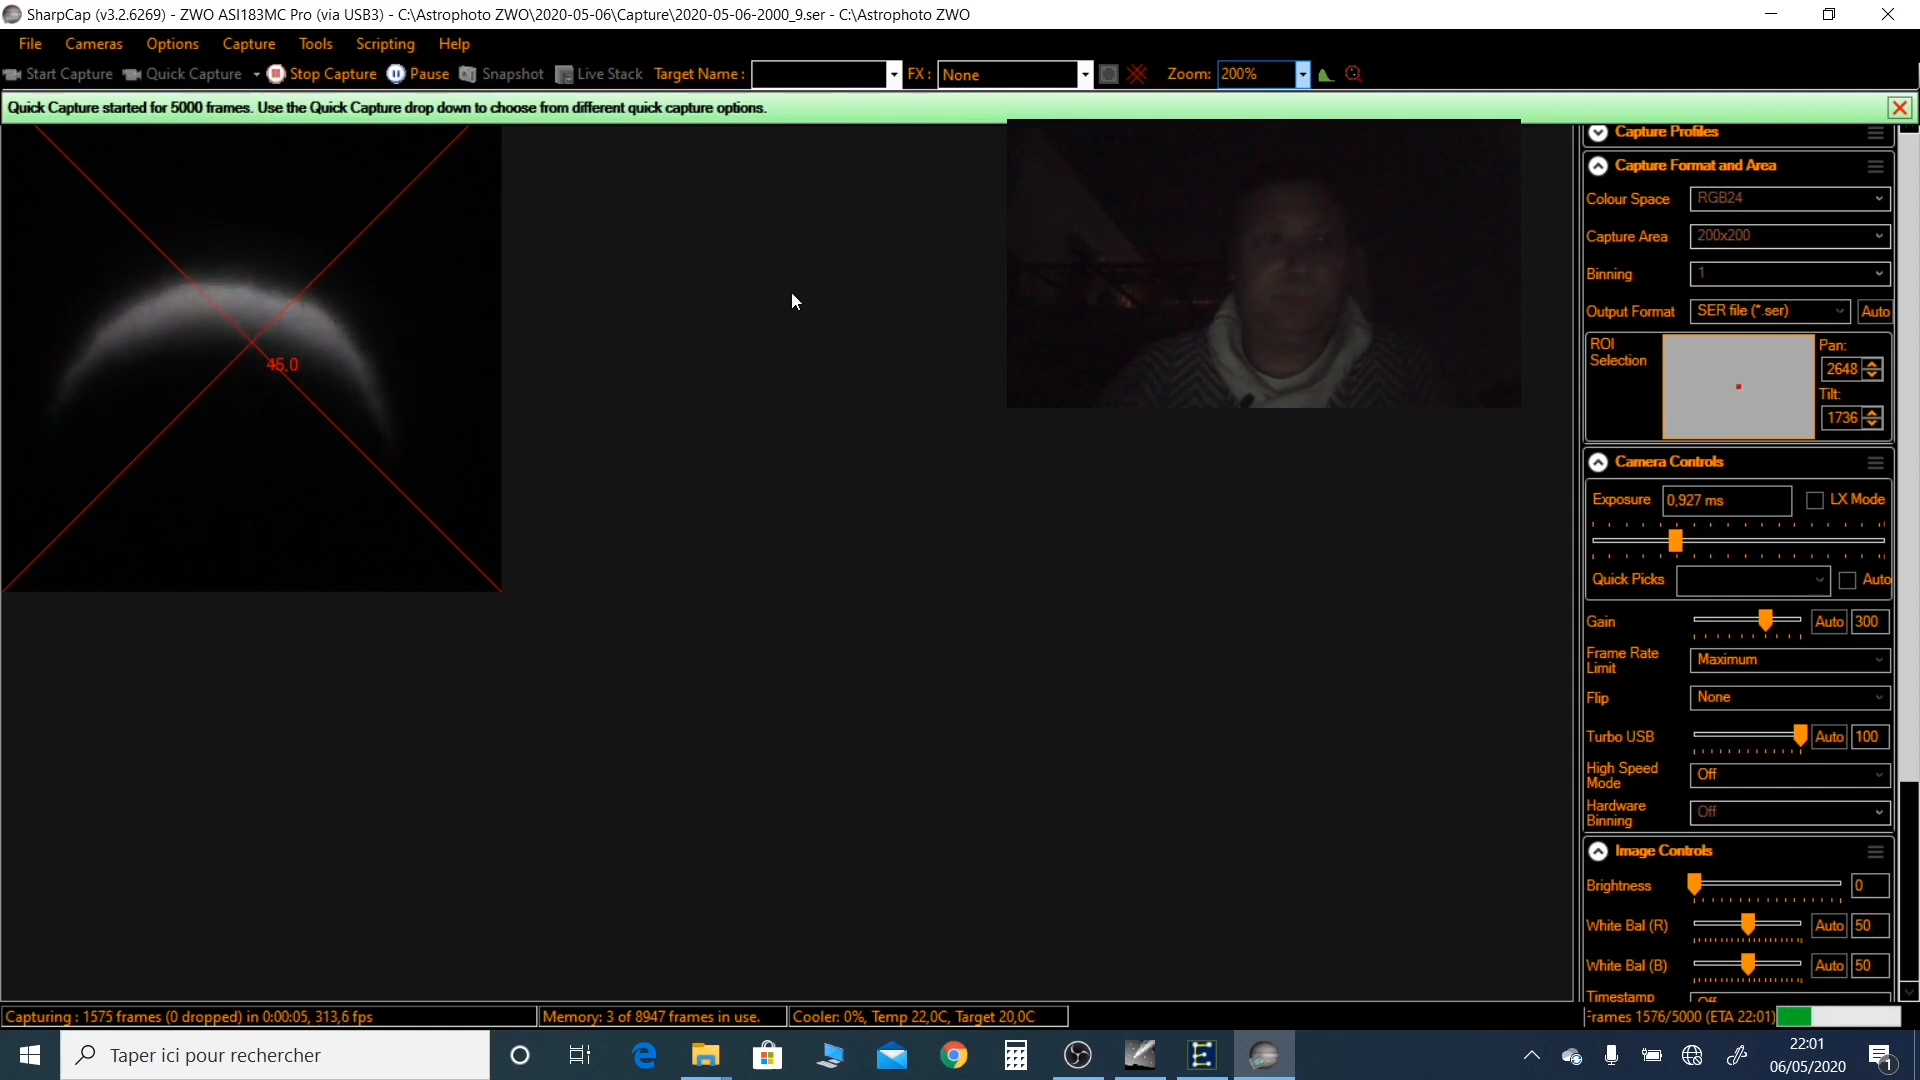 SharpCap (v3.2.6269) - ZWO ASI183MC Pro (via USB3) - C:\Astrophoto ZWO\2020-05-06\Capture\2020-05-06-2000_9.ser - C:\Astrophoto ZWO
File Cameras Options Capture Tools Scripting Help
Start Capture Quick Capture Stop Capture Pause Snapshot Live Stack Target Name : FX : None Zoom: 200%
Quick Capture started for 5000 frames. Use the Quick Capture drop down to choose from different quick capture options.
45,0
Capture Profiles
Capture Format and Area
Colour Space RGB24
Capture Area 200x200
Binning 1
Output Format SER file (*.ser) Auto
ROI Selection
Pan:
2648
Tilt:
1736
Camera Controls
Exposure 0,927 ms LX Mode
Quick Picks Auto
Gain Auto 300
Frame Rate Limit Maximum
Flip None
Turbo USB Auto 100
High Speed Mode Off
Hardware Binning Off
Image Controls
Brightness 0
White Bal (R) Auto 50
White Bal (B) Auto 50
Timestamp Off
Capturing : 1575 frames (0 dropped) in 0:00:05, 313,6 fps
Memory: 3 of 8947 frames in use.
Cooler: 0%, Temp 22,0C, Target 20,0C
Frames 1576/5000 (ETA 22:01)
Taper ici pour rechercher
22:01
06/05/2020
1